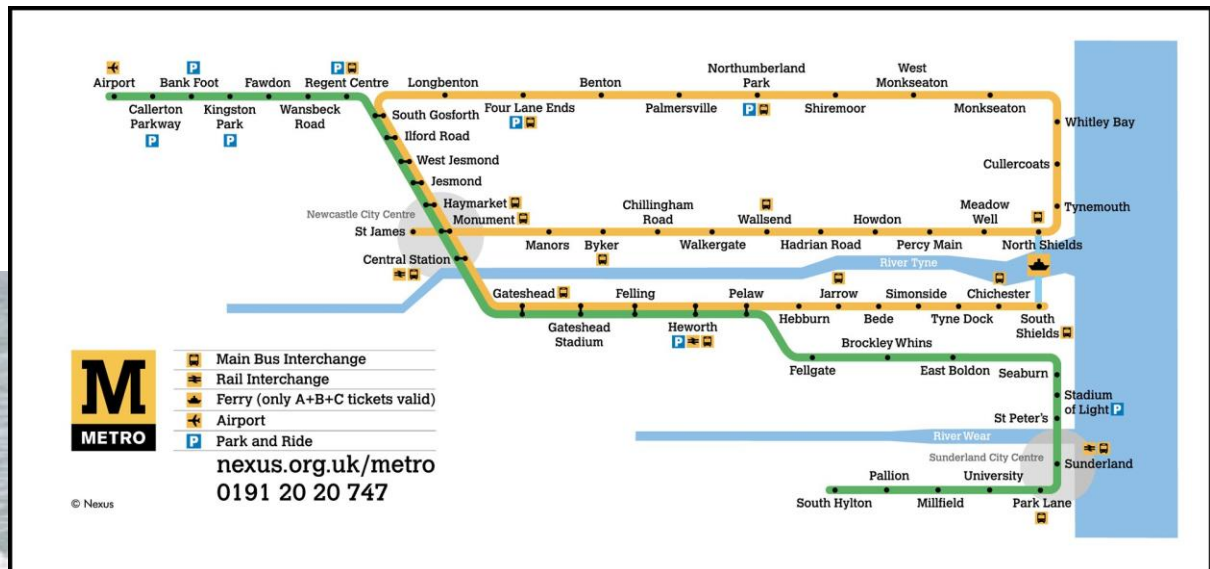 Airport
Callerton
Parkway
P
Bank Foot
P
Kingston
Park
P
Fawdon
Wansbeck
Road
Regent Centre
P
Longbenton
Four Lane Ends
P
Benton
Palmersville
Northumberland
Park
P
Shiremoor
West
Monkseaton
Monkseaton
Whitley Bay
Cullercoats
Tynemouth
South Gosforth
Ilford Road
West Jesmond
Jesmond
Haymarket
Newcastle City Centre
Monument
St James
Central Station
Manors
Byker
Chillingham
Road
Walkergate
Wallsend
Hadrian Road
Howdon
Percy Main
Meadow
Well
North Shields
River Tyne
Gateshead
Gateshead
Stadium
Felling
Heworth
P
Pelaw
Hebburn
Jarrow
Bede
Simonside
Tyne Dock
Chichester
South
Shields
Fellgate
Brockley Whins
East Boldon
Seaburn
Stadium
of Light P
St Peter's
River Wear
Sunderland City Centre
Sunderland
Park Lane
University
Millfield
Pallion
South Hylton
M
METRO
Main Bus Interchange
Rail Interchange
Ferry (only A+B+C tickets valid)
Airport
P Park and Ride
nexus.org.uk/metro
0191 20 20 747
© Nexus